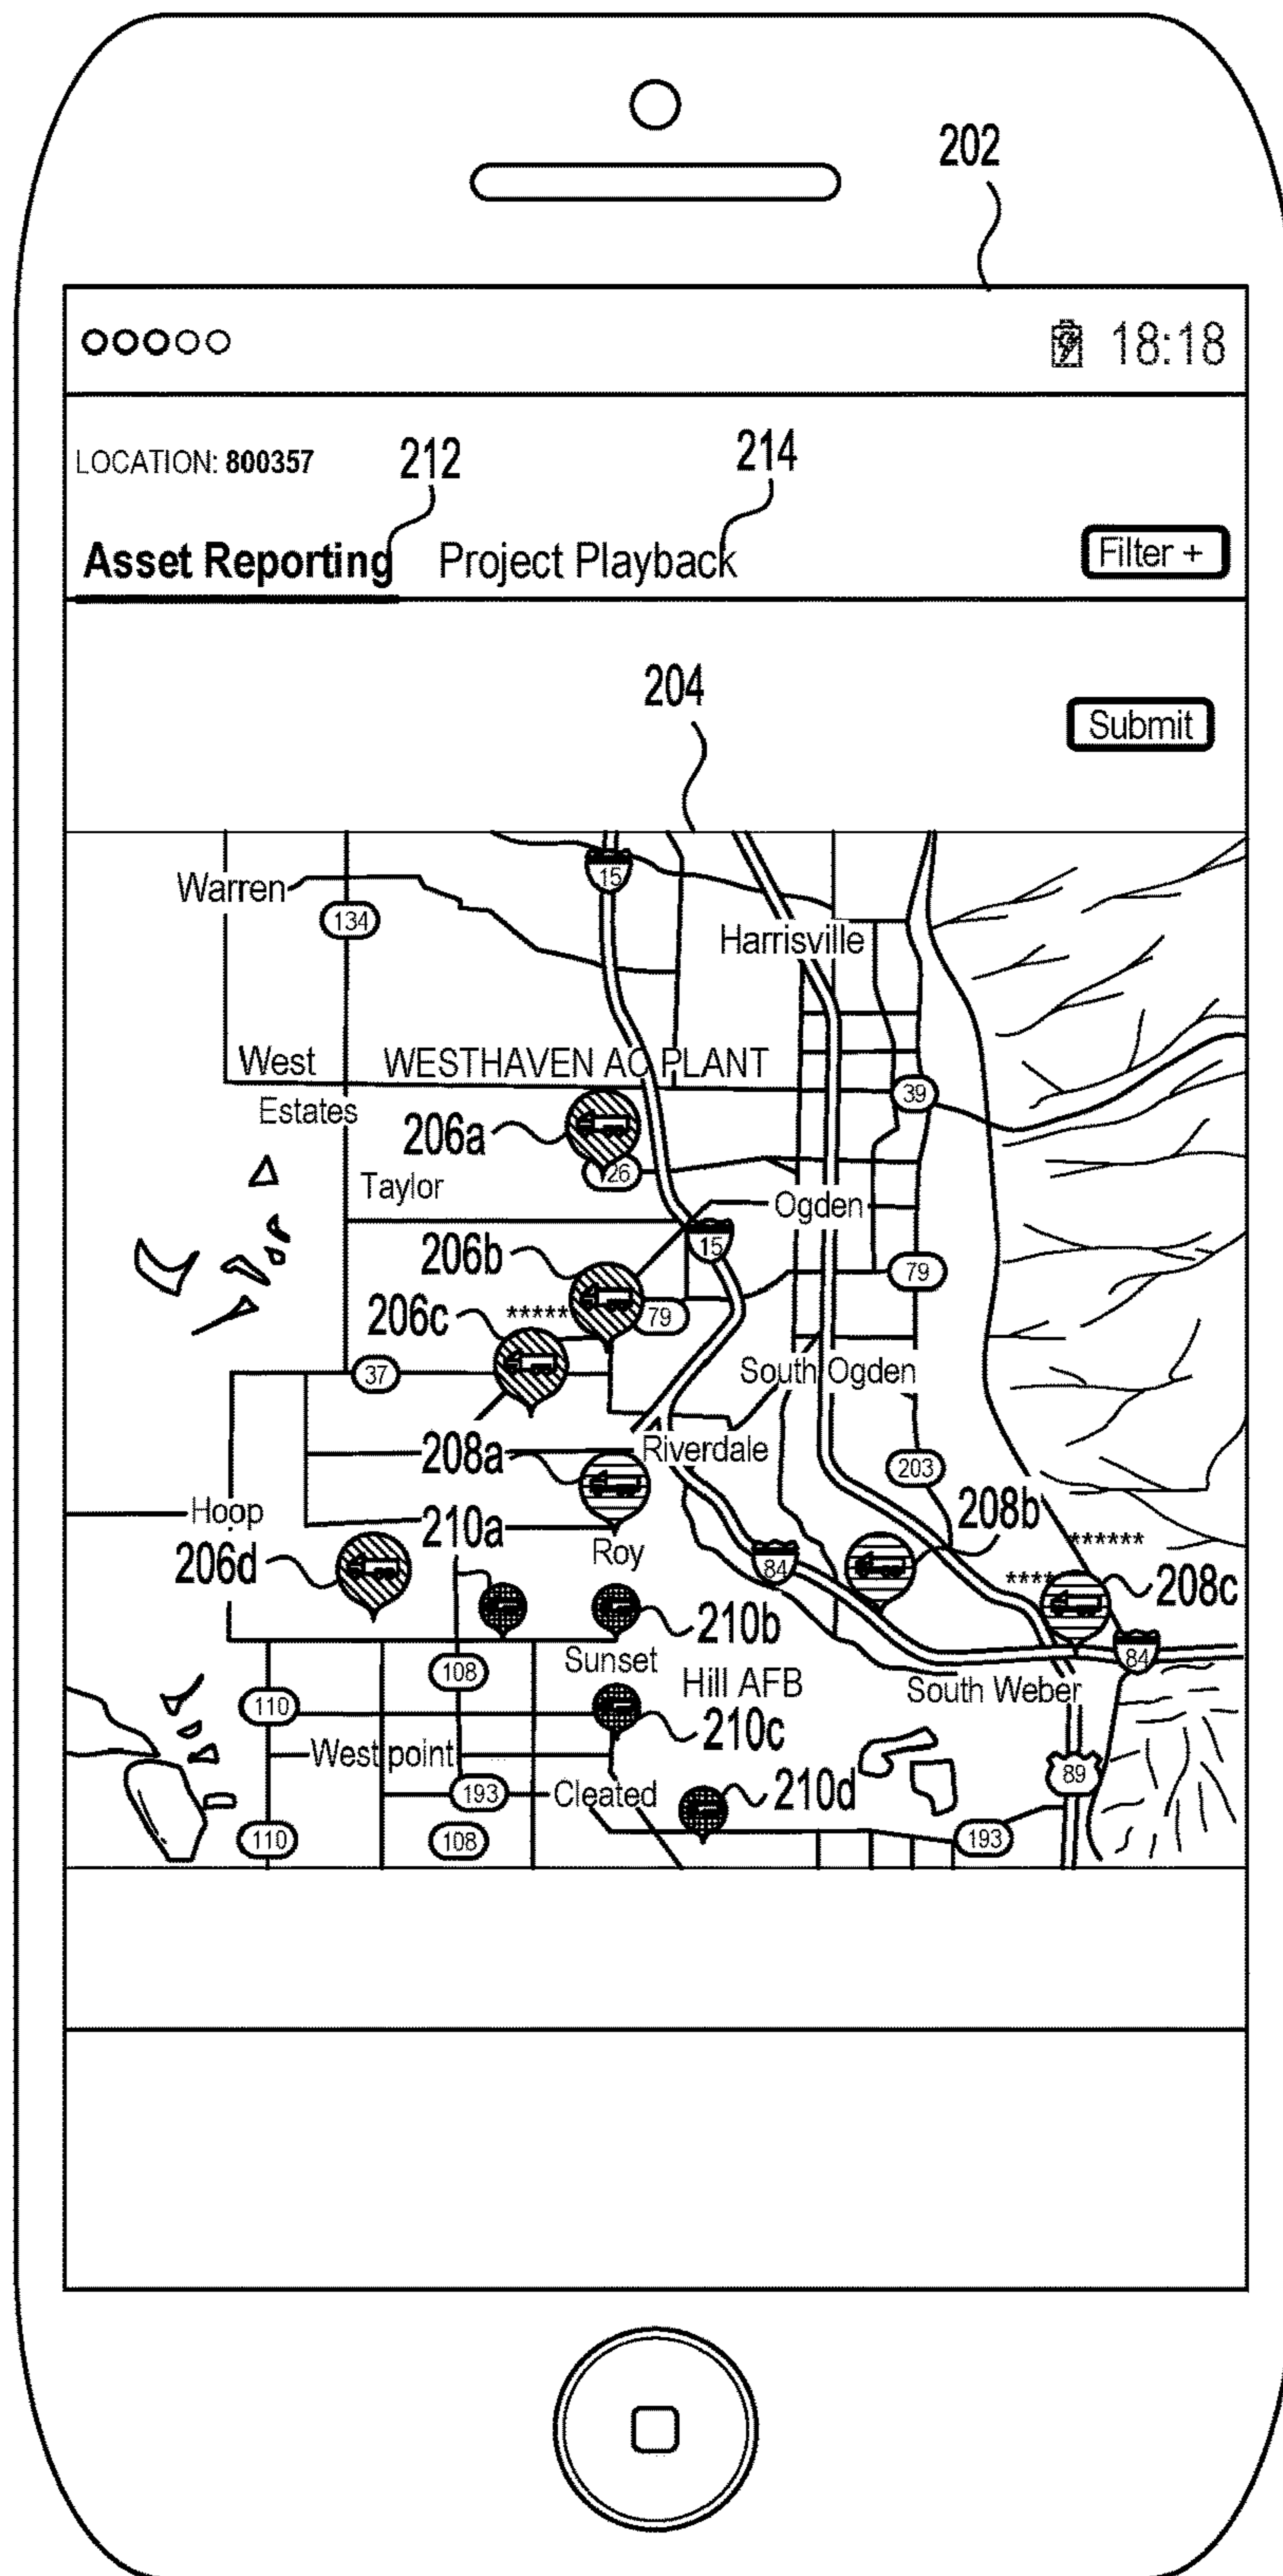 202
18:18
LOCATION: 800357
212
214
Asset Reporting
Project Playback
Filter +
204
Submit
15
Warren
134
Harrisville
West
WESTHAVEN AC PLANT
39
Estates
206a
26
Taylor
Ogden
15
206b
79
206c
*****
79
37
South Ogden
208a
Riverdale
203
Hoop
210a
208b
206d
Roy
84
******
****
208c
210b
Sunset
108
Hill AFB
84
South Weber
110
210c
West point
89
193
Cleated
210d
110
108
193